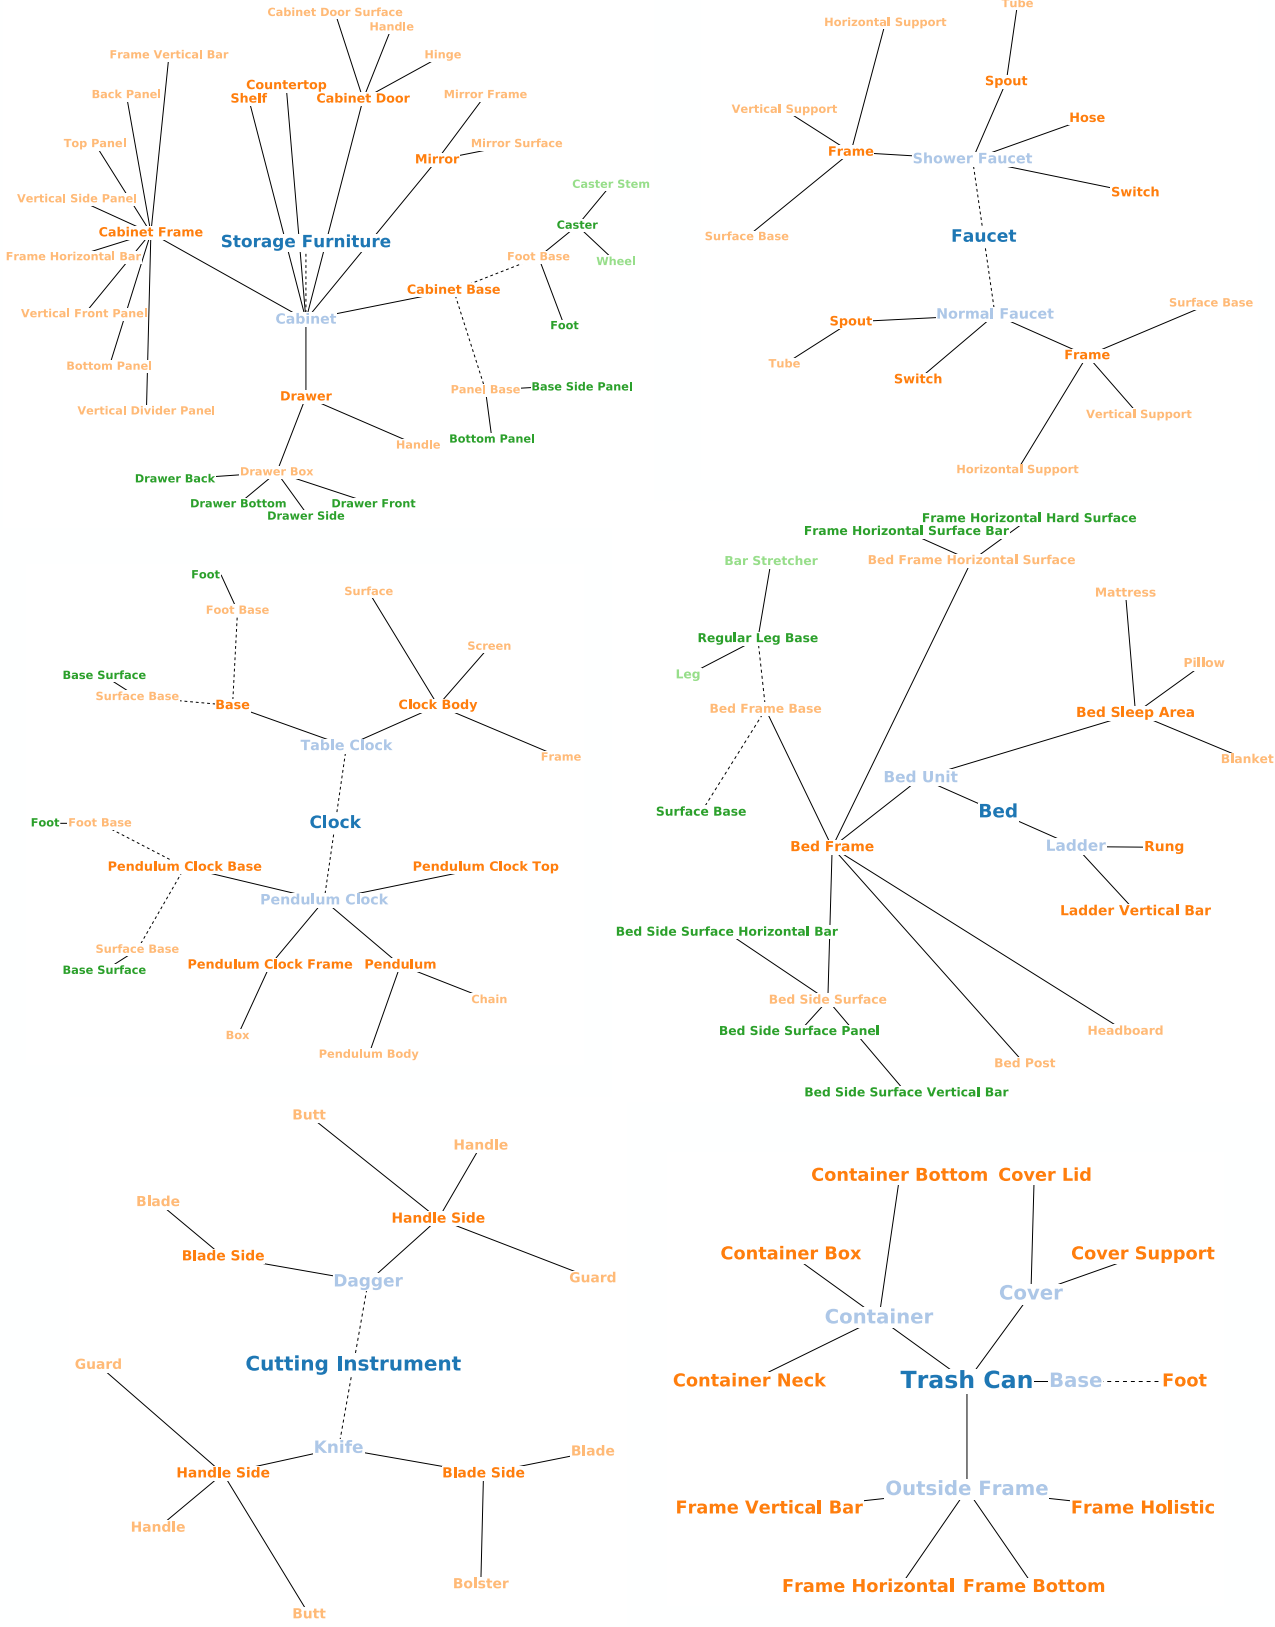 Cabinet Door Surface
Handle
Frame Vertical Bar
Hinge
Countertop
Back Panel
Shelf
Cabinet Door
Mirror Frame
Top Panel
Mirror Surface
Mirror
Caster Stem
Vertical Side Panel
Caster
Cabinet Frame
Storage Furniture
Frame Horizontal Bar
Foot Base
Wheel
Cabinet Base
Vertical Front Panel
Cabinet
Foot
Bottom Panel
Panel Base
Base Side Panel
Drawer
Vertical Divider Panel
Handle
Bottom Panel
Drawer Box
Drawer Back
Drawer Bottom
Drawer Front
Drawer Side
Tube
Horizontal Support
Spout
Vertical Support
Hose
Frame
Shower Faucet
Switch
Surface Base
Faucet
Surface Base
Normal Faucet
Spout
Frame
Tube
Switch
Vertical Support
Horizontal Support
Foot
Surface
Foot Base
Screen
Base Surface
Surface Base
Base
Clock Body
Table Clock
Frame
Clock
Foot
Foot Base
Pendulum Clock Base
Pendulum Clock Top
Pendulum Clock
Surface Base
Base Surface
Pendulum Clock Frame
Pendulum
Chain
Box
Pendulum Body
Frame Horizontal Hard Surface
Frame Horizontal Surface Bar
Bed Frame Horizontal Surface
Bar Stretcher
Mattress
Regular Leg Base
Leg
Pillow
Bed Frame Base
Bed Sleep Area
Blanket
Bed Unit
Surface Base
Bed
Bed Frame
Ladder
Rung
Ladder Vertical Bar
Bed Side Surface Horizontal Bar
Bed Side Surface
Bed Side Surface Panel
Headboard
Bed Post
Bed Side Surface Vertical Bar
Butt
Handle
Blade
Handle Side
Blade Side
Dagger
Guard
Cutting Instrument
Guard
Knife
Blade
Handle Side
Blade Side
Handle
Bolster
Butt
Container Bottom
Cover Lid
Container Box
Cover Support
Cover
Container
Container Neck
Trash Can
Base
Foot
Outside Frame
Frame Vertical Bar
Frame Holistic
Frame Horizontal
Frame Bottom